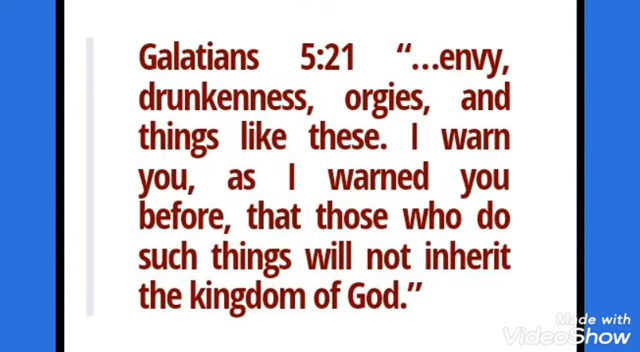 Galatians 5:21 “...envy,
drunkenness, orgies, and
things like these. I warn
you, as I warned you
before, that those who do
such things will not inherit
the kingdom of God.”
Made with
VideoShow